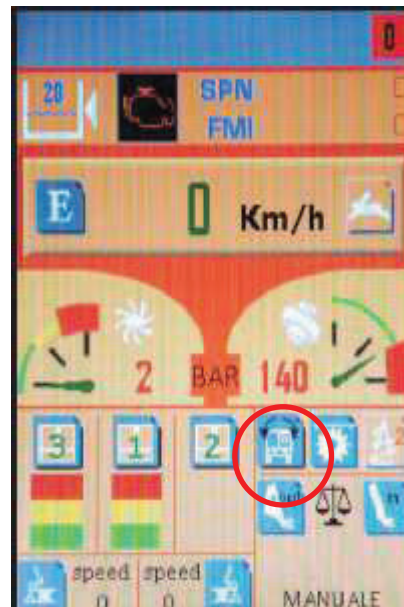 0
20 SPN
FMI
E 0 Km/h
2 BAR 140
3 1 2
speed speed
0 0 MANUALE